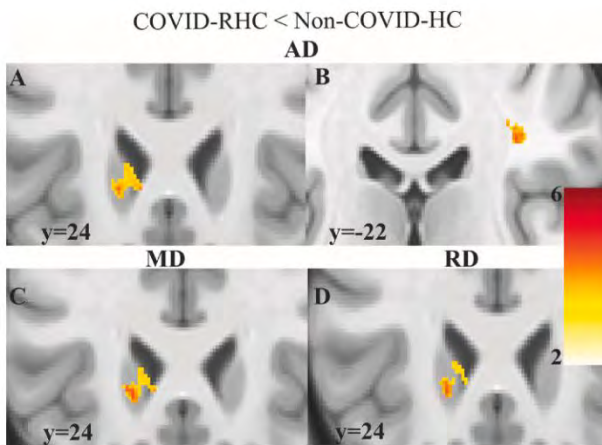 COVID-RHC < Non-COVID-HC
AD
A
B
y=24
y=-22
6
MD
RD
C
D
2
y=24
y=24